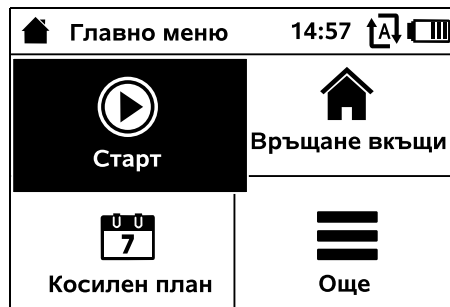 Главно меню 14:57 A
Старт
Връщане вкъщи
7
Косилен план
Още